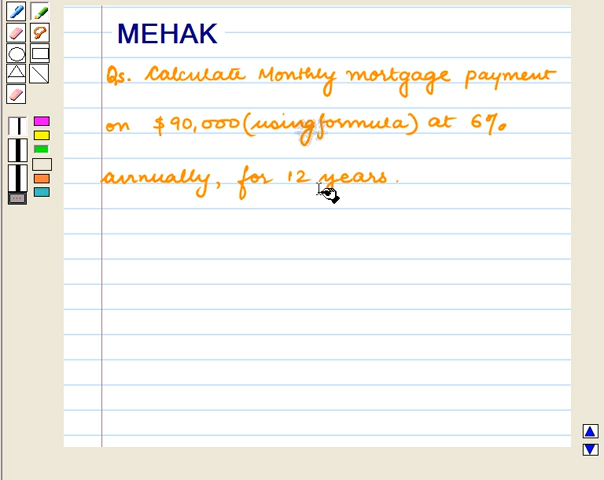 MEHAK
Qs. Calculate Monthly mortgage payment
on $90,000 (using formula) at 6%
annually, for 12 years.